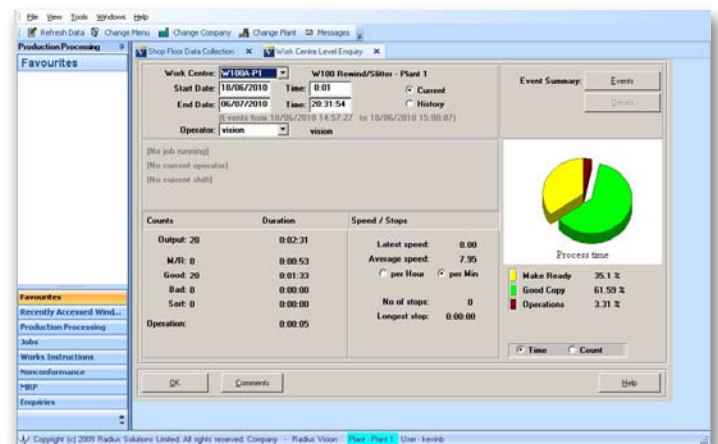 File View Tools Windows Help
Refresh Data Change Menu Change Company Change Plant Messages
Production Processing
Shop Floor Data Collection Work Centre Level Enquiry
Favourites
Work Centre: W100A-P1 W100 Rewind/Slitter - Plant 1
Start Date: 18/06/2010 Time: 0:01 Current
End Date: 06/07/2010 Time: 20:31:54 History
(Events from 18/06/2010 14:57.27 to 18/06/2010 15:00:07)
Operator: vision vision
Event Summary: Events
Details
(No job running)
(No current operator)
(No current shift)
Counts Duration Speed / Stops
Output: 20 0:02:31
M/R: 0 0:00:53
Good: 20 0:01:33
Bad: 0 0:00:00
Sort: 0 0:00:00
Operation: 0:00:05
Latest speed: 0.00
Average speed: 7.95
per Hour per Min
No of stops: 0
Longest stop: 0:00:00
Process time
Make Ready 35.1 %
Good Copy 61.59 %
Operations 3.31 %
Time Count
Favourites
Recently Accessed Wind...
Production Processing
Jobs
Works Instructions
Nonconformance
MRP
Enquiries
OK Comments Help
Copyright (c) 2009 Radius Solutions Limited. All rights reserved. Company - Radius Vision Plant - Plant 1 User - kevinb